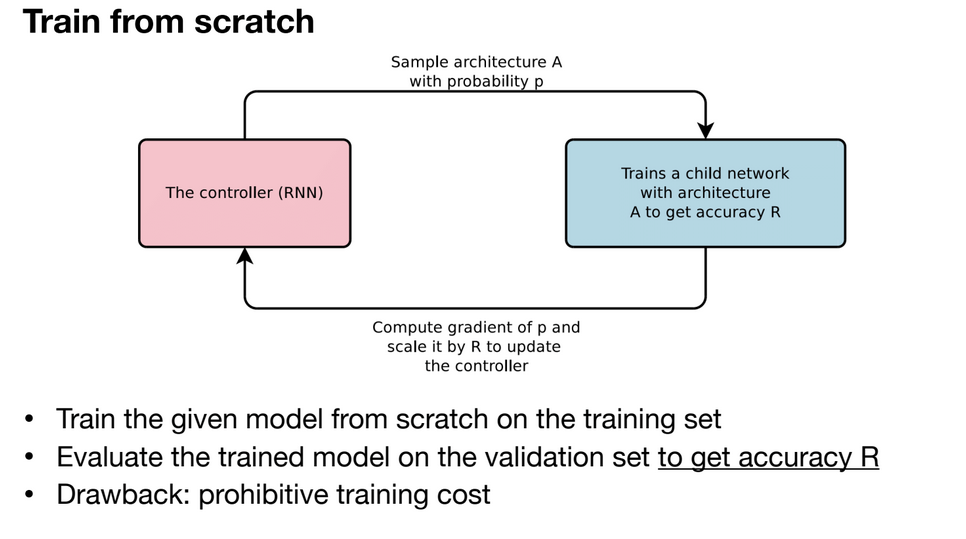 Train from scratch
Sample architecture A
with probability p
The controller (RNN)
Trains a child network
with architecture
A to get accuracy R
Compute gradient of p and
scale it by R to update
the controller
• Train the given model from scratch on the training set
• Evaluate the trained model on the validation set to get accuracy R
• Drawback: prohibitive training cost